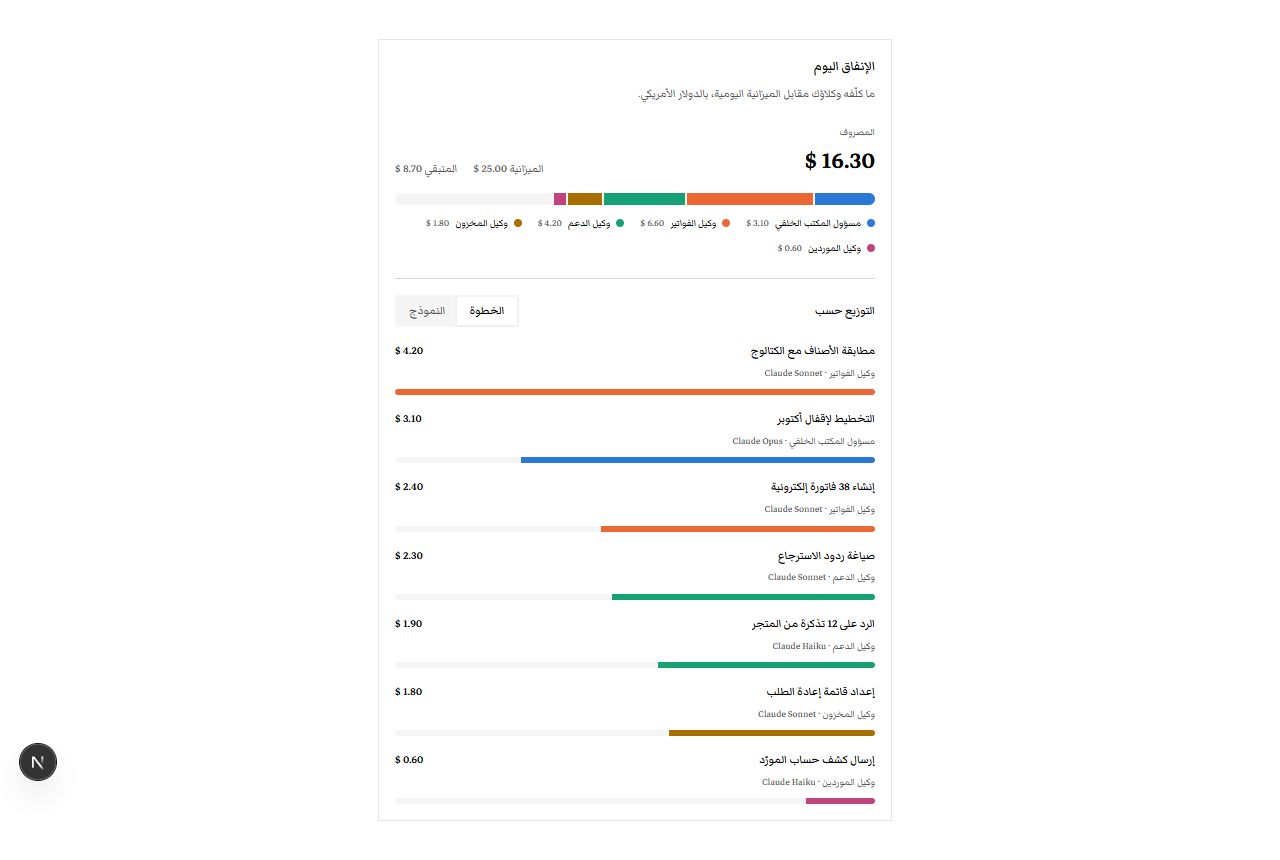 الإنفاق اليوم
ما كلّفه وكلاؤك مقابل الميزانية اليومية، بالدولار الأمريكي.
المصروف
$ 16.30
الميزانية 25.00 $ المتبقي 8.70 $
مسؤول المكتب الخلفي 3.10 $ وكيل الفواتير 6.60 $ وكيل الدعم 4.20 $ وكيل المخزون 1.80 $
وكيل الموردين 0.60 $
التوزيع حسب الخطوة النموذج
مطابقة الأصناف مع الكتالوج $ 4.20
وكيل الفواتير · Claude Sonnet
التخطيط لإقفال أكتوبر $ 3.10
مسؤول المكتب الخلفي · Claude Opus
إنشاء 38 فاتورة إلكترونية $ 2.40
وكيل الفواتير · Claude Sonnet
صياغة ردود الاسترجاع $ 2.30
وكيل الدعم · Claude Sonnet
الرد على 12 تذكرة من المتجر $ 1.90
وكيل الدعم · Claude Haiku
إعداد قائمة إعادة الطلب $ 1.80
وكيل المخزون · Claude Sonnet
إرسال كشف حساب المورّد $ 0.60
وكيل الموردين · Claude Haiku
N